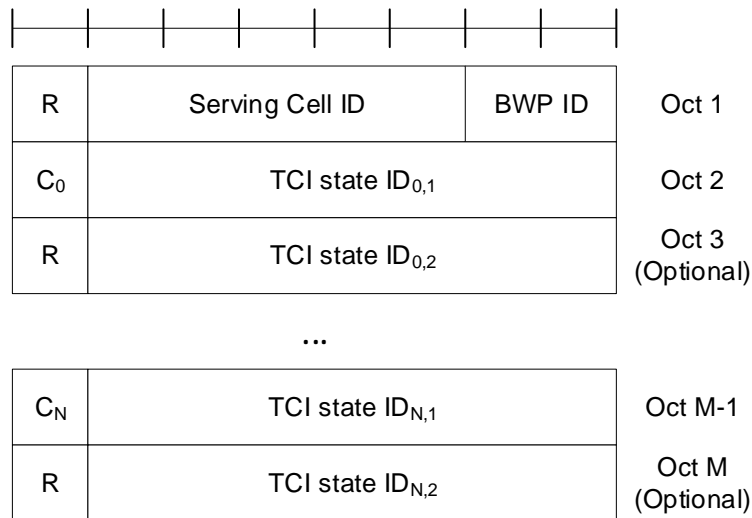 R Serving Cell ID BWP ID Oct 1
C0 TCI state ID0,1 Oct 2
R TCI state ID0,2 Oct 3
(Optional)
...
CN TCI state IDN,1 Oct M-1
R TCI state IDN,2 Oct M
(Optional)